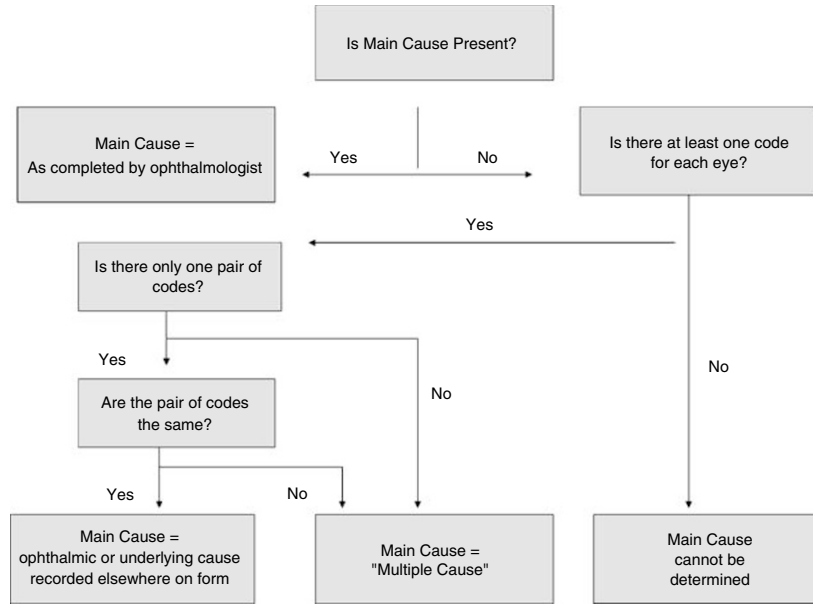 Is Main Cause Present?
Main Cause =
As completed by ophthalmologist
Yes
No
Is there at least one code
for each eye?
Yes
Is there only one pair of
codes?
Yes
No
No
Are the pair of codes
the same?
Yes
No
Main Cause =
ophthalmic or underlying cause
recorded elsewhere on form
Main Cause =
"Multiple Cause"
Main Cause
cannot be
determined